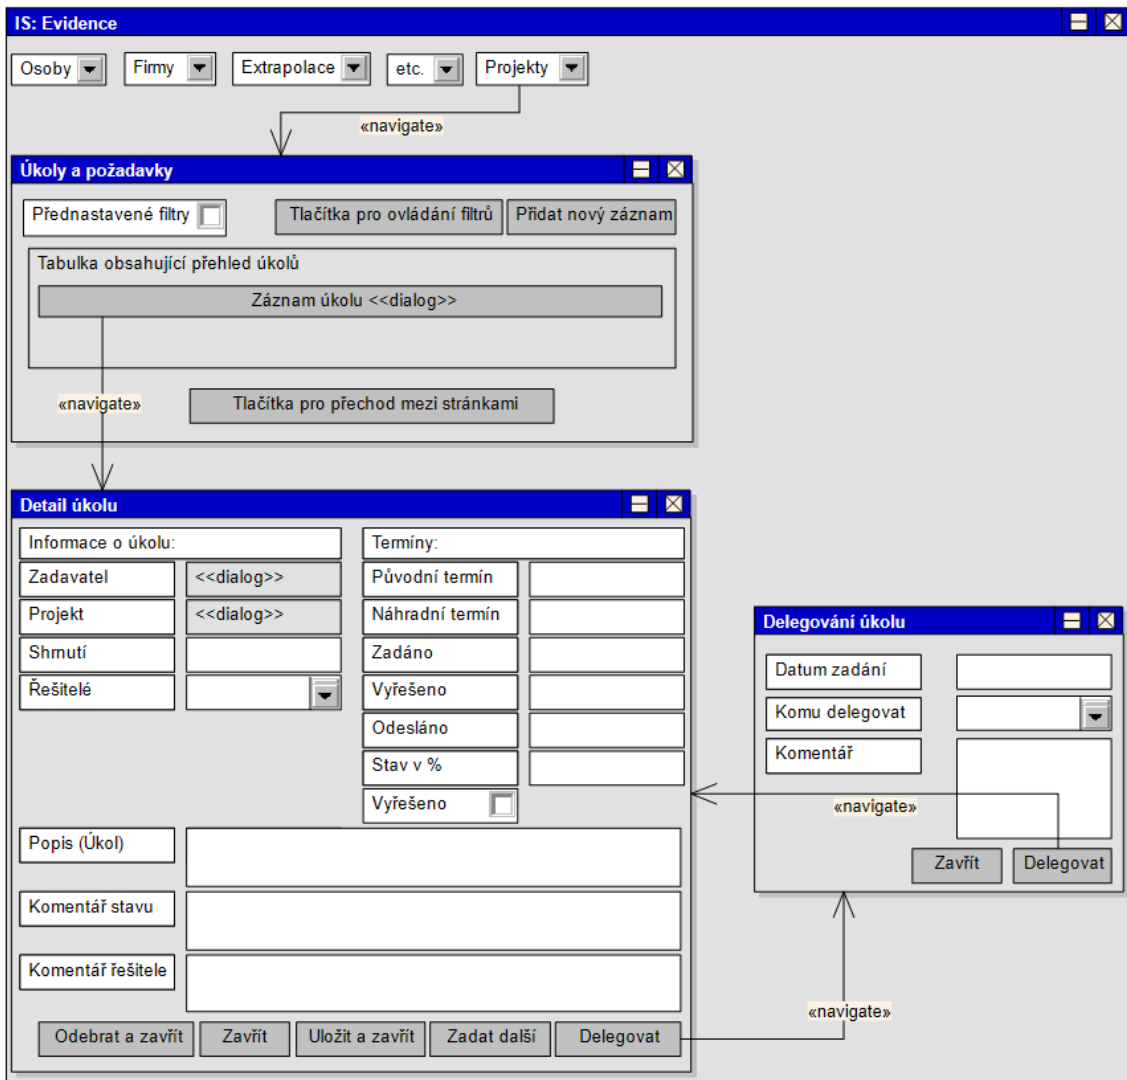 IS: Evidence
Osoby
Firmy
Extrapolace
etc.
Projekty
«navigate»
Úkoly a požadavky
Přednastavené filtry
Tlačítka pro ovládání filtrů
Přidat nový záznam
Tabulka obsahující přehled úkolů
Záznam úkolu <<dialog>>
«navigate»
Tlačítka pro přechod mezi stránkami
Detail úkolu
Informace o úkolu:
Zadavatel
<<dialog>>
Projekt
<<dialog>>
Shrnutí
Řešitelé
Termíny:
Původní termín
Náhradní termín
Zadáno
Vyřešeno
Odesláno
Stav v %
Vyřešeno
Popis (Úkol)
Komentář stavu
Komentář řešitele
Odebrat a zavřít
Zavřít
Uložit a zavřít
Zadat další
Delegovat
Delegování úkolu
Datum zadání
Komu delegovat
Komentář
«navigate»
Zavřít
Delegovat
«navigate»